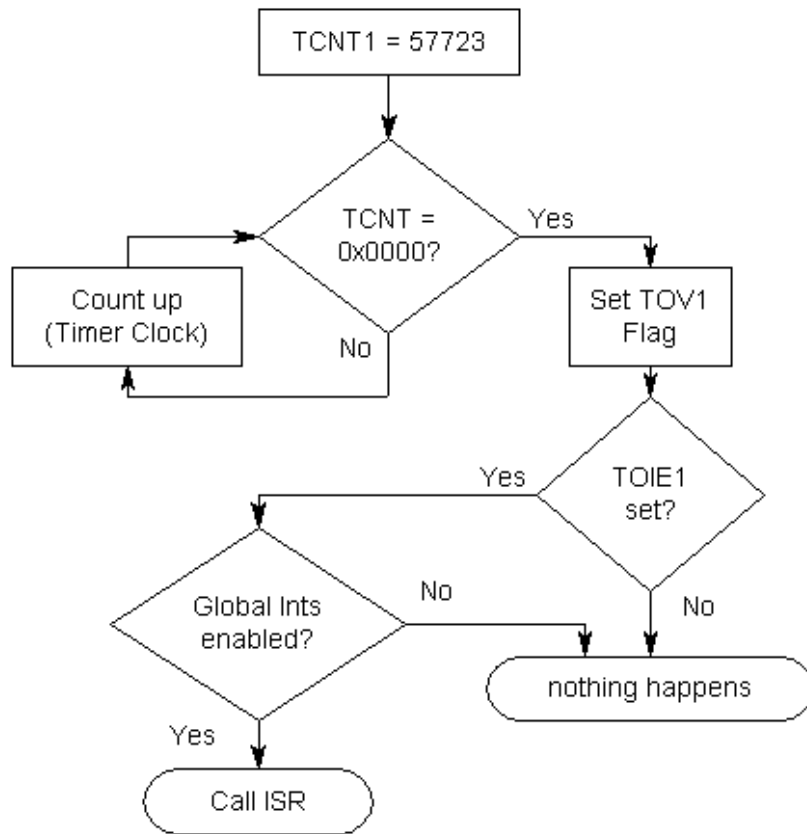 TCNT1 = 57723
TCNT =
0x0000?
Yes
Count up
(Timer Clock)
No
Set TOV1
Flag
TOIE1
set?
Yes
No
Global Ints
enabled?
No
nothing happens
Yes
Call ISR